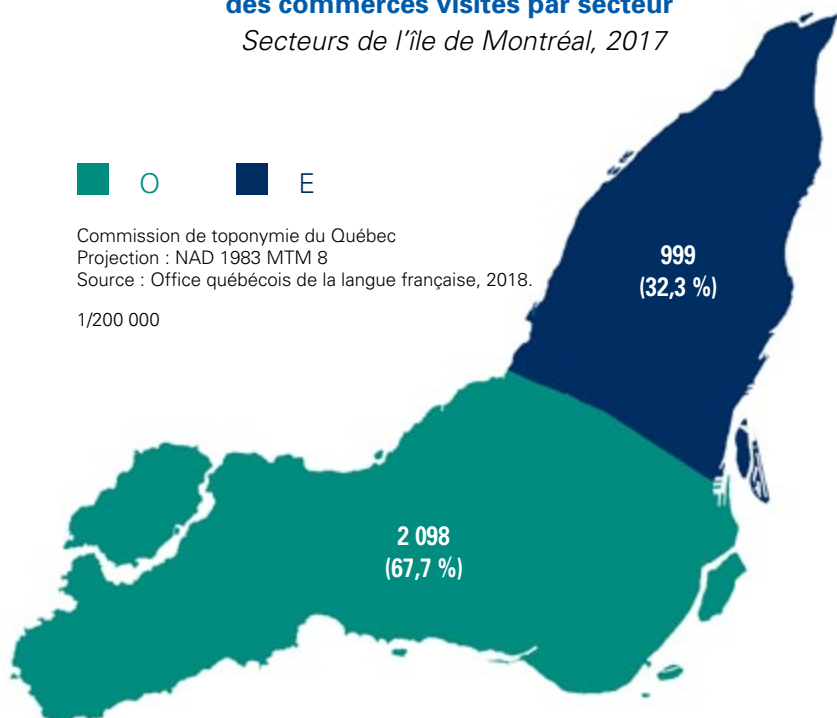 des commerces visités par secteur
Secteurs de l'île de Montréal, 2017
O E
Commission de toponymie du Québec
Projection : NAD 1983 MTM 8
Source : Office québécois de la langue française, 2018.
1/200 000
999
(32,3 %)
2 098
(67,7 %)